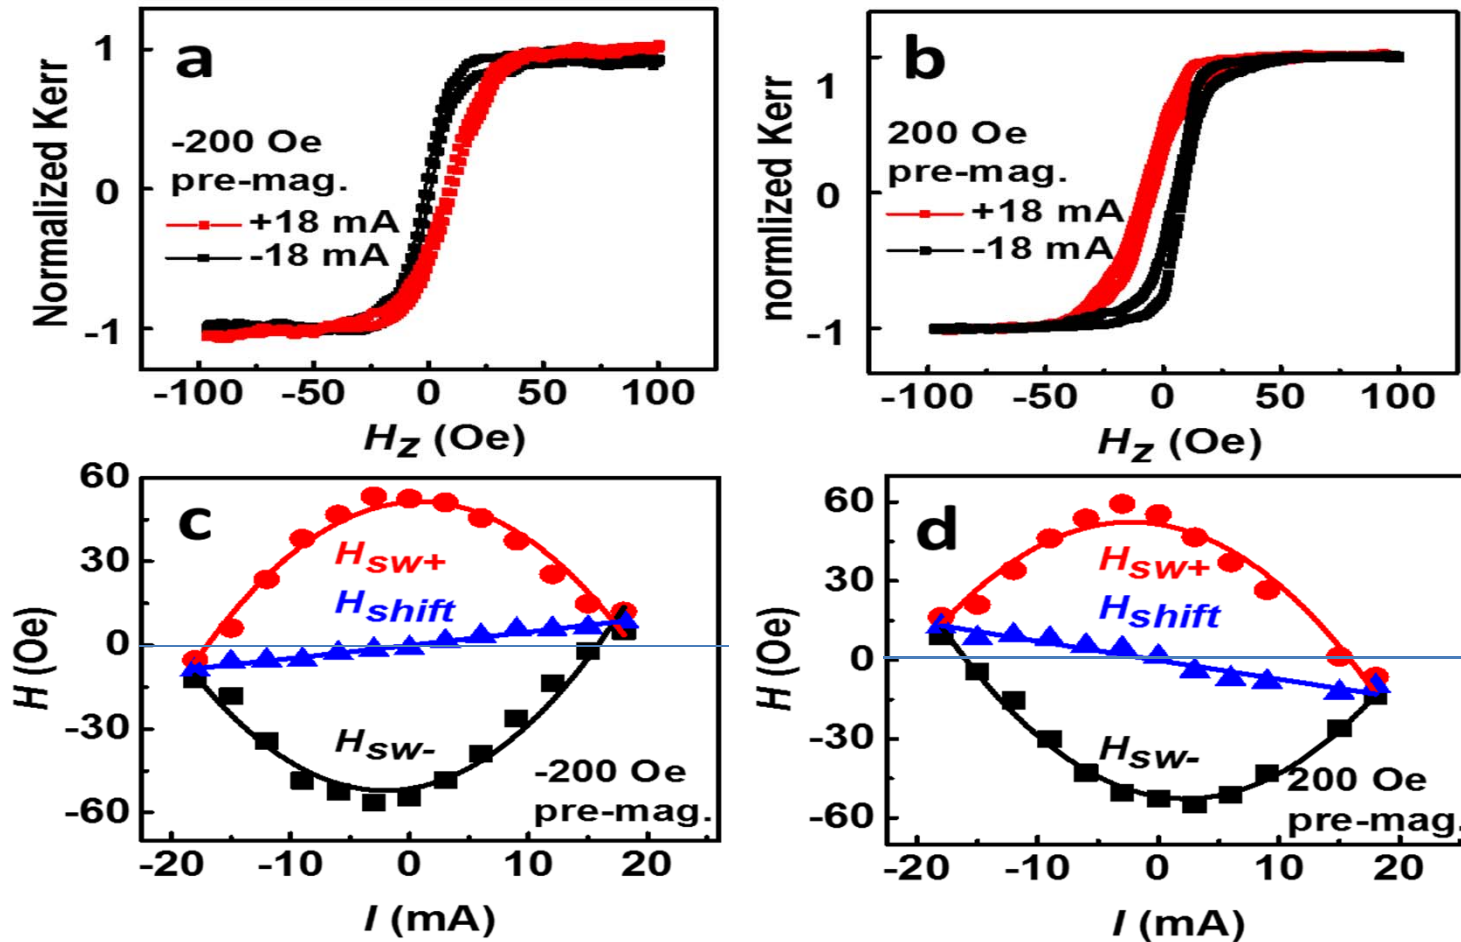 a
Normalized Kerr
1
0
-1
-200 Oe
pre-mag.
+18 mA
-18 mA
-100 -50 0 50 100
Hz (Oe)
b
normlized Kerr
1
0
-1
200 Oe
pre-mag.
+18 mA
-18 mA
-100 -50 0 50 100
Hz (Oe)
c
H (Oe)
60
30
0
-30
-60
Hsw+
Hshift
Hsw-
-200 Oe
pre-mag.
-20 -10 0 10 20
I (mA)
d
H (Oe)
60
30
0
-30
-60
Hsw+
Hshift
Hsw-
200 Oe
pre-mag.
-20 -10 0 10 20
I (mA)